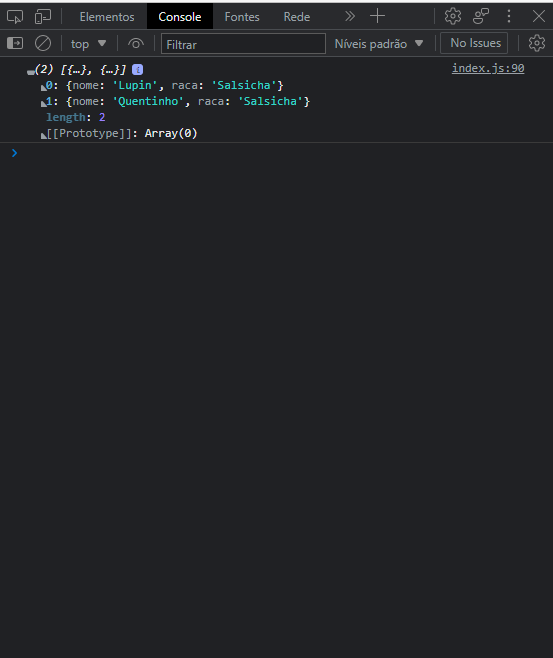 Elementos Console Fontes Rede
top Filtrar Níveis padrão No Issues
(2) [{…}, {…}] i index.js:90
0: {nome: 'Lupin', raca: 'Salsicha'}
1: {nome: 'Quentinho', raca: 'Salsicha'}
length: 2
[[Prototype]]: Array(0)